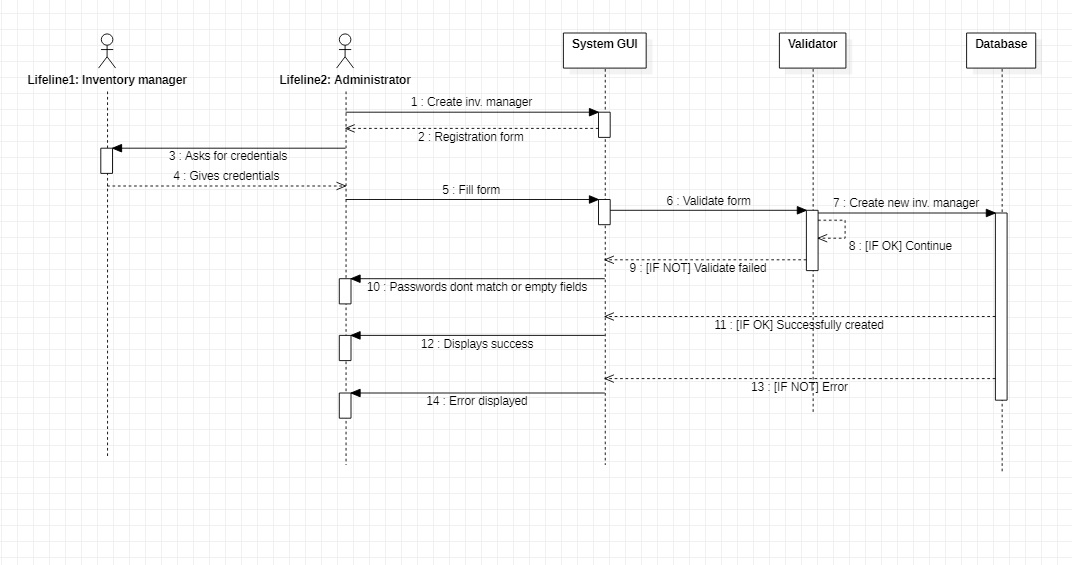 System GUI
Validator
Database
Lifeline1: Inventory manager
Lifeline2: Administrator
1 : Create inv. manager
2 : Registration form
3 : Asks for credentials
4 : Gives credentials
5 : Fill form
6 : Validate form
7 : Create new inv. manager
8 : [IF OK] Continue
9 : [IF NOT] Validate failed
10 : Passwords dont match or empty fields
11 : [IF OK] Successfully created
12 : Displays success
13 : [IF NOT] Error
14 : Error displayed